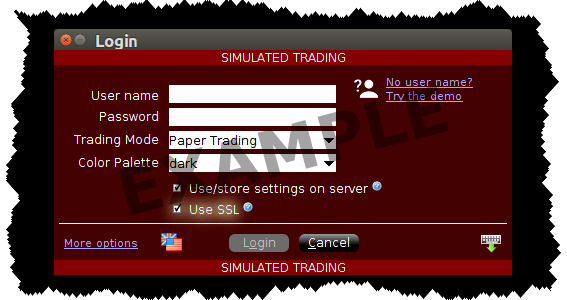 Login
SIMULATED TRADING
No user name?
Try the demo
User name
Password
Trading Mode Paper Trading
Color Palette dark
EXAMPLE
Use/store settings on server ?
Use SSL ?
More options Login Cancel
SIMULATED TRADING